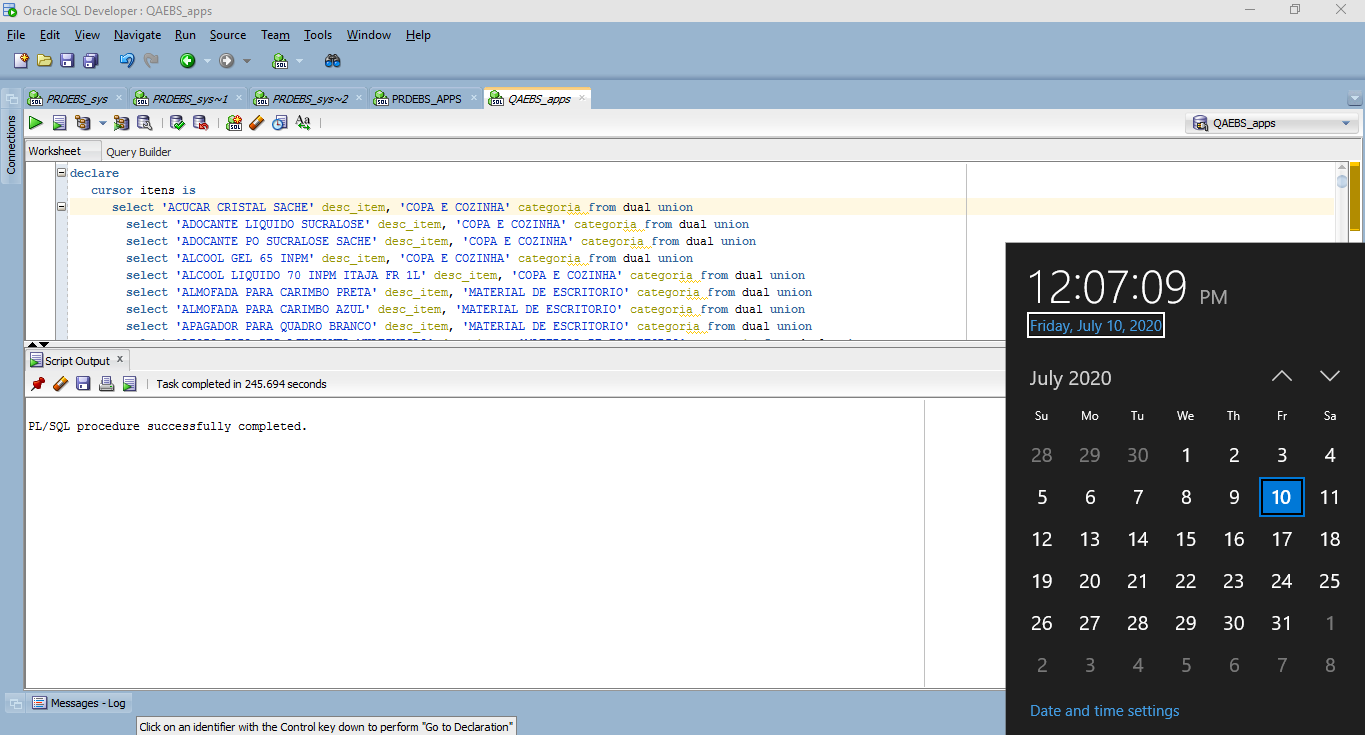 Oracle SQL Developer : QAEBS_apps
File Edit View Navigate Run Source Team Tools Window Help
PRDEBS_sys PRDEBS_sys~1 PRDEBS_sys~2 PRDEBS_APPS QAEBS_apps
QAEBS_apps
Connections
Worksheet Query Builder
declare
cursor itens is
select 'ACUCAR CRISTAL SACHE' desc_item, 'COPA E COZINHA' categoria from dual union
select 'ADOCANTE LIQUIDO SUCRALOSE' desc_item, 'COPA E COZINHA' categoria from dual union
select 'ADOCANTE PO SUCRALOSE SACHE' desc_item, 'COPA E COZINHA' categoria from dual union
select 'ALCOOL GEL 65 INPM' desc_item, 'COPA E COZINHA' categoria from dual union
select 'ALCOOL LIQUIDO 70 INPM ITAJA FR 1L' desc_item, 'COPA E COZINHA' categoria from dual union
select 'ALMOFADA PARA CARIMBO PRETA' desc_item, 'MATERIAL DE ESCRITORIO' categoria from dual union
select 'ALMOFADA PARA CARIMBO AZUL' desc_item, 'MATERIAL DE ESCRITORIO' categoria from dual union
select 'APAGADOR PARA QUADRO BRANCO' desc_item, 'MATERIAL DE ESCRITORIO' categoria from dual union
Script Output x
Task completed in 245.694 seconds
PL/SQL procedure successfully completed.
Messages - Log
Click on an identifier with the Control key down to perform "Go to Declaration"
12:07:09 PM
Friday, July 10, 2020
July 2020
Su Mo Tu We Th Fr Sa
28 29 30 1 2 3 4
5 6 7 8 9 10 11
12 13 14 15 16 17 18
19 20 21 22 23 24 25
26 27 28 29 30 31 1
2 3 4 5 6 7 8
Date and time settings